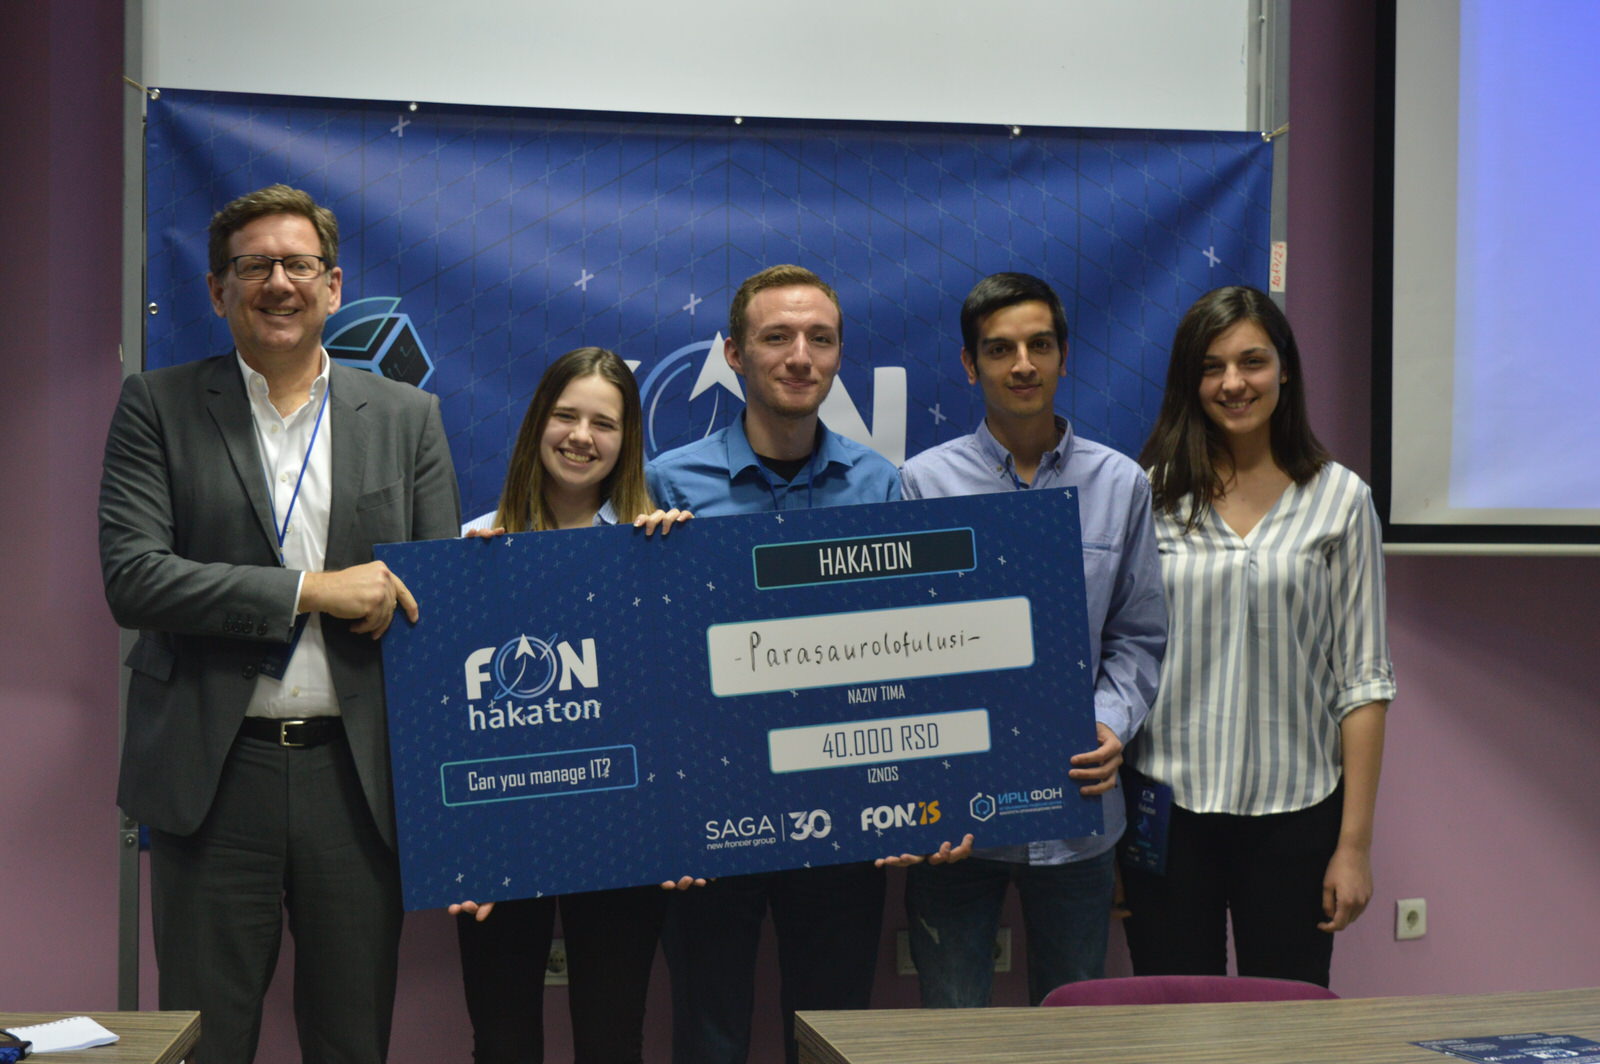 FON
HAKATON
-Parasaurolofulusi-
NAZIV TIMA
40.000 RSD
IZNOS
FON
hakaton
Can you manage IT?
SAGA
new frontier group
30
FON.IS
ИРЦ ФОН